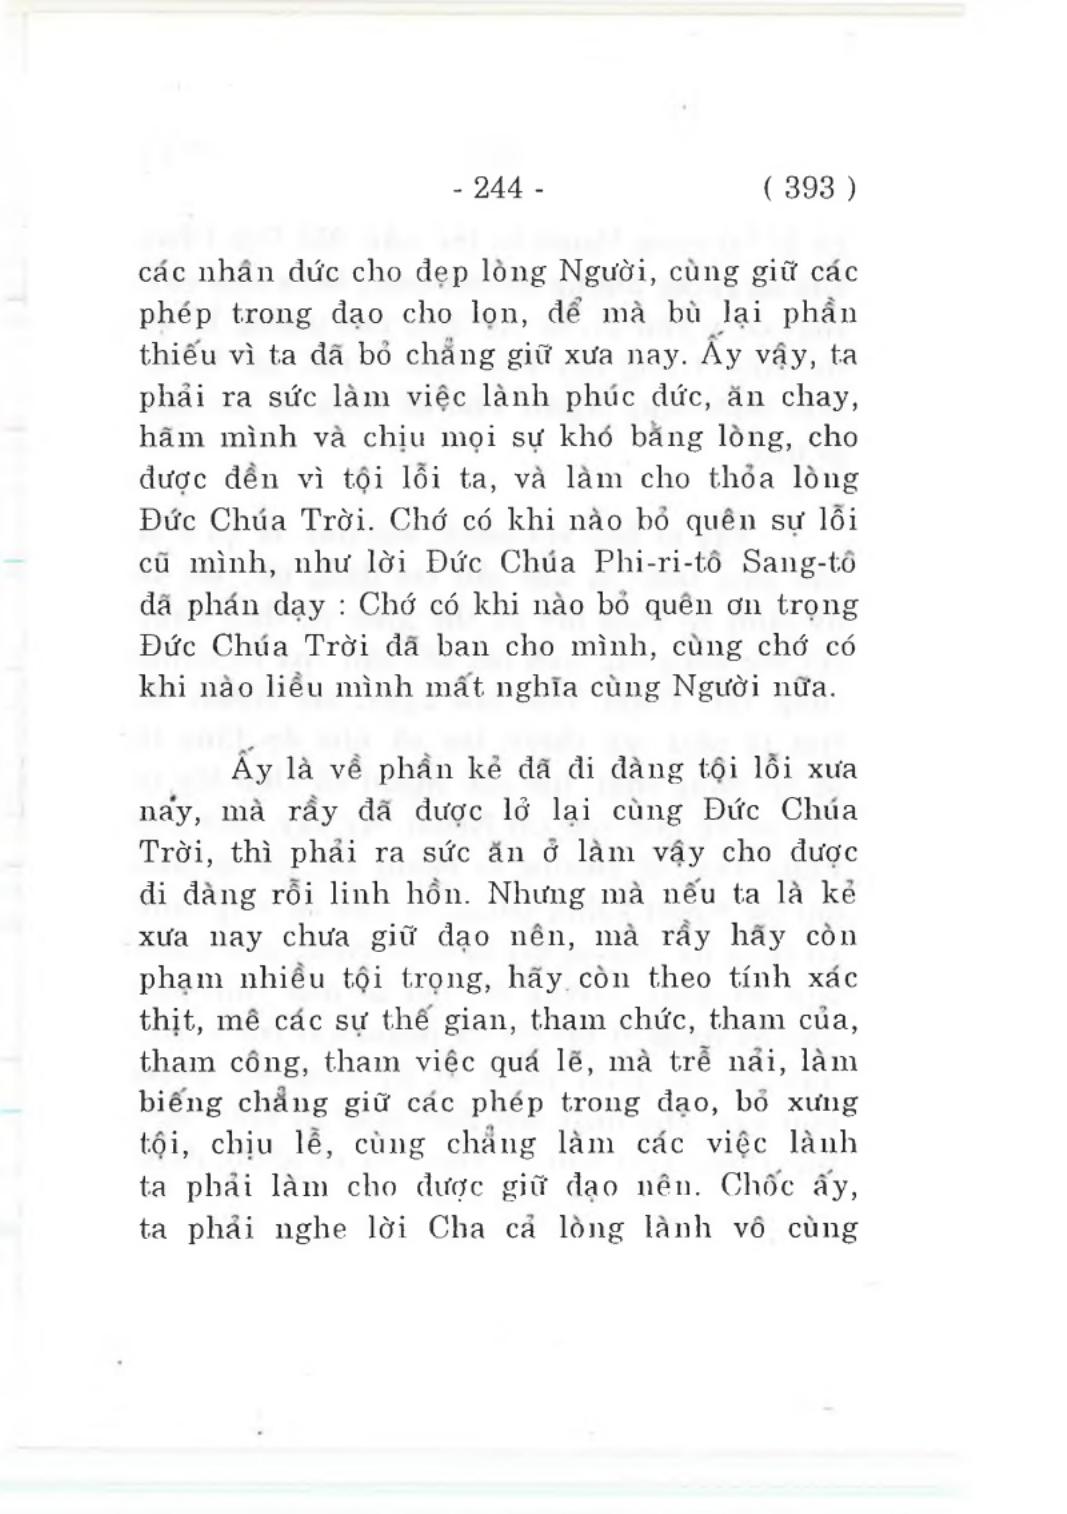 - 244 - ( 393 )
các nhân đức cho đẹp lòng Người, cùng giữ các
phép trong đạo cho lọn, để mà bù lại phần
thiếu vì ta đã bỏ chẳng giữ xưa nay. Ấy vậy, ta
phải ra sức làm việc lành phúc đức, ăn chay,
hãm mình và chịu mọi sự khó bằng lòng, cho
được đền vì tội lỗi ta, và làm cho thỏa lòng
Đức Chúa Trời. Chớ có khi nào bỏ quên sự lỗi
cũ mình, như lời Đức Chúa Phi-ri-tô Sang-tô
đã phán dạy : Chớ có khi nào bỏ quên ơn trọng
Đức Chúa Trời đã ban cho mình, cùng chớ có
khi nào liều mình mất nghĩa cùng Người nữa.
Ấy là về phần kẻ đã đi đàng tội lỗi xưa
nay, mà rầy đã được lở lại cùng Đức Chúa
Trời, thì phải ra sức ăn ở làm vậy cho được
đi đàng rỗi linh hồn. Nhưng mà nếu ta là kẻ
xưa nay chưa giữ đạo nên, mà rầy hãy còn
phạm nhiều tội trọng, hãy còn theo tính xác
thịt, mê các sự thế gian, tham chức, tham của,
tham công, tham việc quá lẽ, mà trễ nải, làm
biếng chẳng giữ các phép trong đạo, bỏ xưng
tội, chịu lễ, cùng chẳng làm các việc lành
ta phải làm cho được giữ đạo nên. Chốc ấy,
ta phải nghe lời Cha cả lòng lành vô cùng